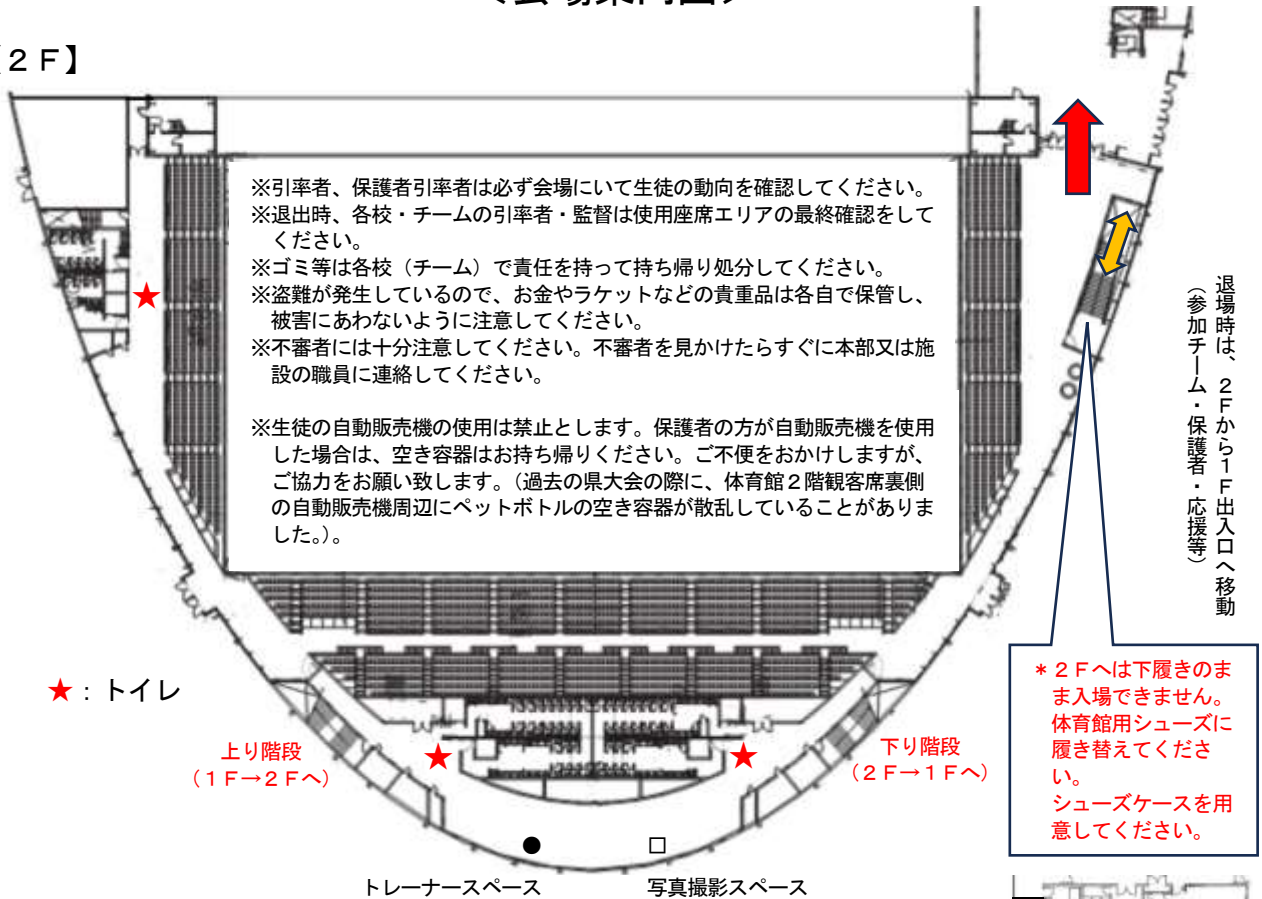 ＜会場案内図＞
【２Ｆ】
※引率者、保護者引率者は必ず会場にいて生徒の動向を確認してください。
※退出時、各校・チームの引率者・監督は使用座席エリアの最終確認をして
ください。
※ゴミ等は各校（チーム）で責任を持って持ち帰り処分してください。
※盗難が発生しているので、お金やラケットなどの貴重品は各自で保管し、
被害にあわないように注意してください。
※不審者には十分注意してください。不審者を見かけたらすぐに本部又は施
設の職員に連絡してください。
※生徒の自動販売機の使用は禁止とします。保護者の方が自動販売機を使用
した場合は、空き容器はお持ち帰りください。ご不便をおかけしますが、
ご協力をお願い致します。（過去の県大会の際に、体育館２階観客席裏側
の自動販売機周辺にペットボトルの空き容器が散乱していることがありま
した。）。
退場時は、２Ｆから１Ｆ出入口へ移動
（参加チーム・保護者・応援等）
＊２Ｆへは下履きのま
ま入場できません。
体育館用シューズに
履き替えてくださ
い。
シューズケースを用
意してください。
★：トイレ
上り階段
（１Ｆ→２Ｆへ）
下り階段
（２Ｆ→１Ｆへ）
●
□
トレーナースペース
写真撮影スペース